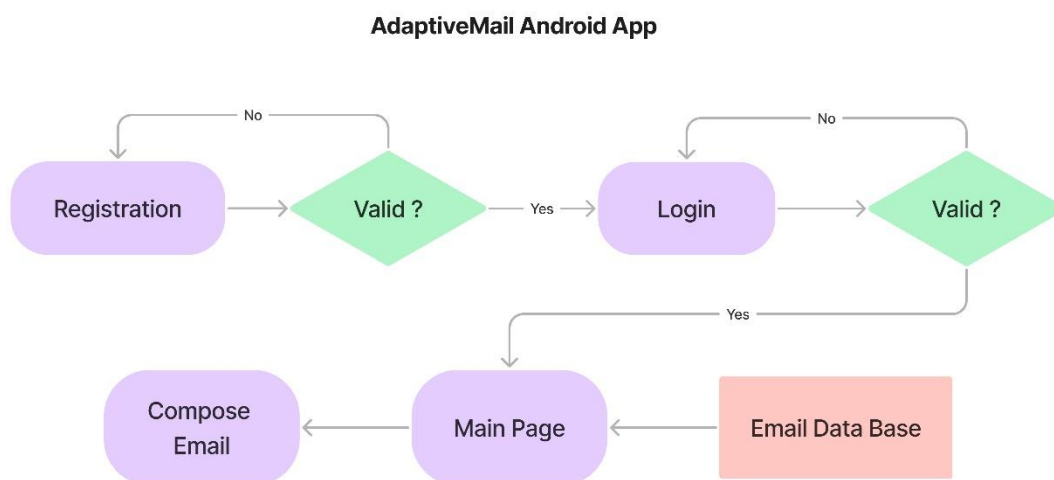 AdaptiveMail Android App
No
No
Registration
Valid ?
Yes
Login
Valid ?
Yes
Compose
Email
Main Page
Email Data Base